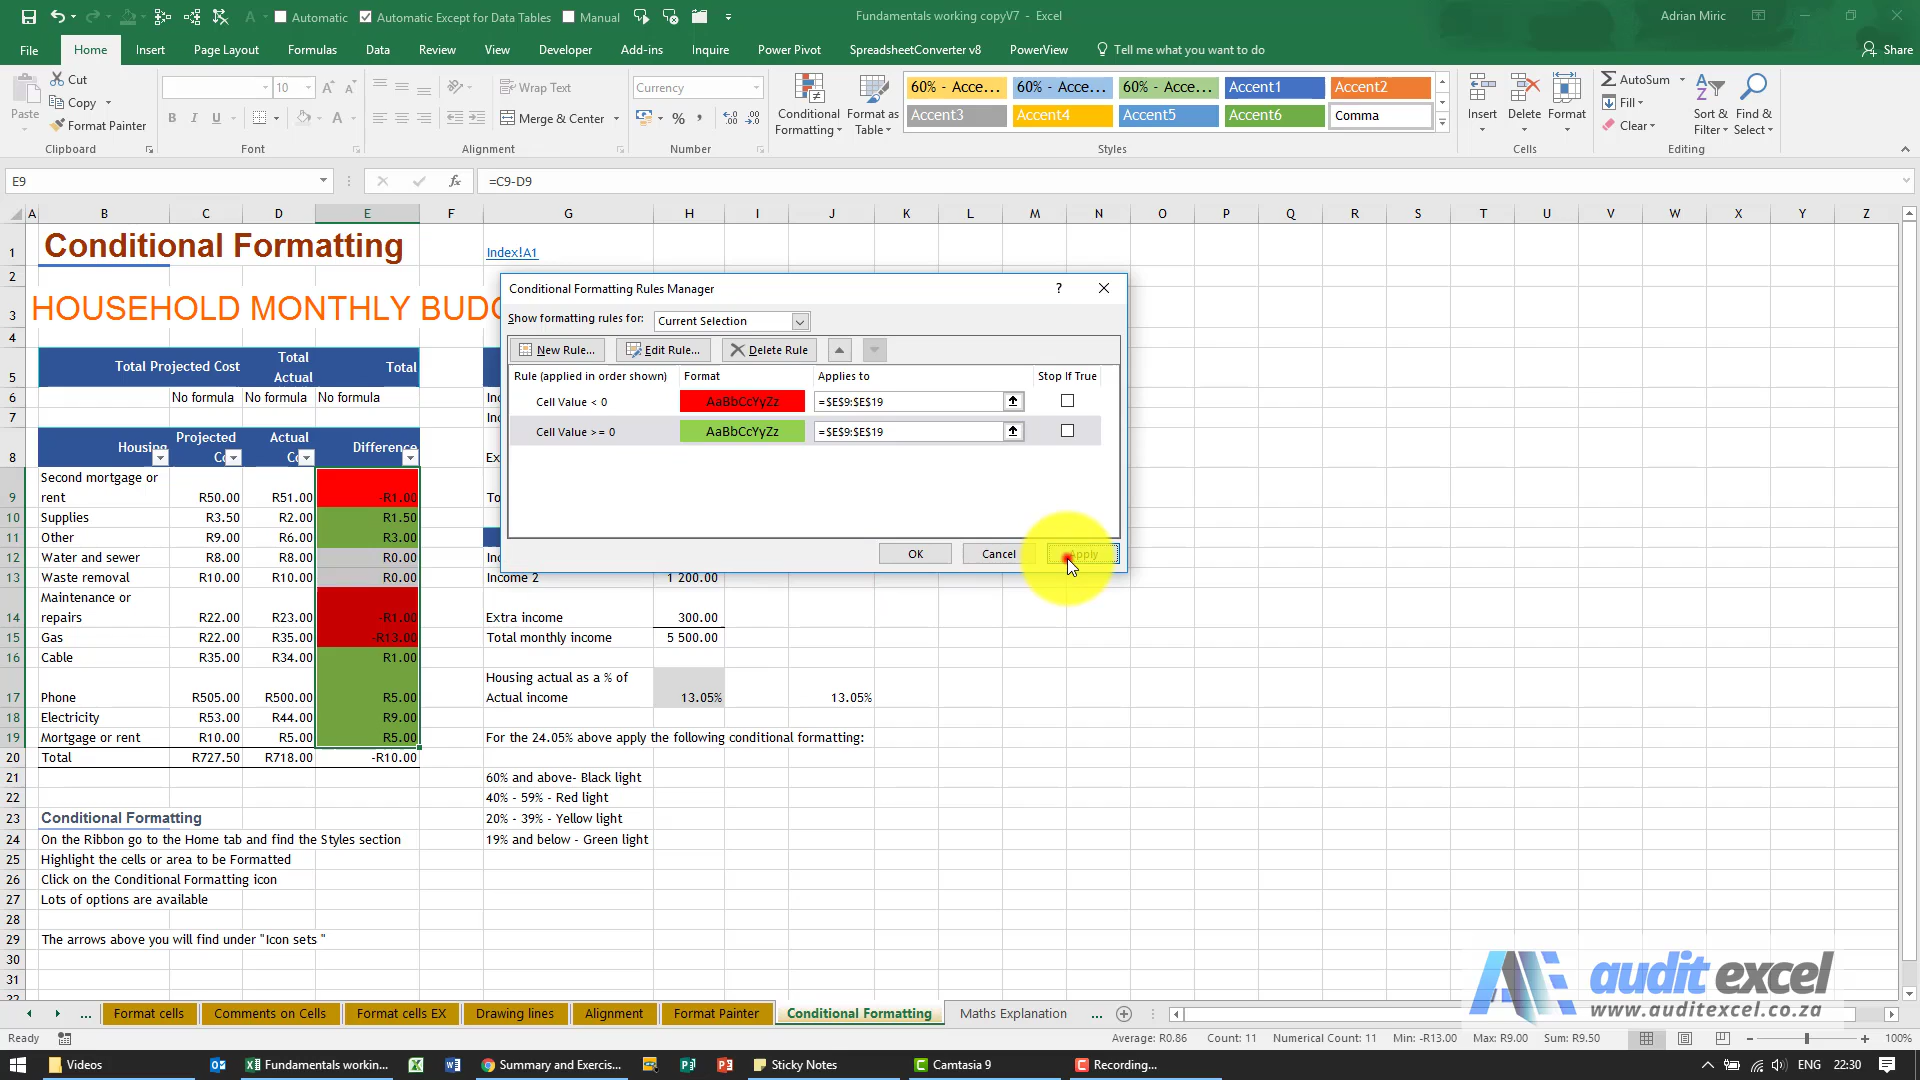 Automatic Automatic Except for Data Tables Manual Fundamentals working copyV7 - Excel Adrian Miric
File Home Insert Page Layout Formulas Data Review View Developer Add-ins Inquire Power Pivot SpreadsheetConverter v8 PowerView Tell me what you want to do Share
Paste Cut Copy Format Painter
10 Wrap Text Merge & Center Currency
Conditional Formatting Format as Table
60% - Acce... 60% - Acce... 60% - Acce... Accent1 Accent2
Accent3 Accent4 Accent5 Accent6 Comma
Insert Delete Format AutoSum Fill Clear Sort & Filter Find & Select
Clipboard Font Alignment Number Styles Cells Editing
E9 fx =C9-D9
A B C D E F G H I J K L M N O P Q R S T U V W X Y Z
1 Conditional Formatting Index!A1
2
3 HOUSEHOLD MONTHLY BUD
4
5 Total Projected Cost Total Actual Total
6 No formula No formula No formula
7
8 Housing Projected Actual Difference
9 Second mortgage or rent R50.00 R51.00 -R1.00
10 Supplies R3.50 R2.00 R1.50
11 Other R9.00 R6.00 R3.00
12 Water and sewer R8.00 R8.00 R0.00
13 Waste removal R10.00 R10.00 R0.00 Income 2 1 200.00
14 Maintenance or repairs R22.00 R23.00 -R1.00 Extra income 300.00
15 Gas R22.00 R35.00 -R13.00 Total monthly income 5 500.00
16 Cable R35.00 R34.00 R1.00
17 Phone R505.00 R500.00 R5.00 Housing actual as a % of Actual income 13.05% 13.05%
18 Electricity R53.00 R44.00 R9.00
19 Mortgage or rent R10.00 R5.00 R5.00 For the 24.05% above apply the following conditional formatting:
20 Total R727.50 R718.00 -R10.00
21 60% and above- Black light
22 40% - 59% - Red light
23 Conditional Formatting 20% - 39% - Yellow light
24 On the Ribbon go to the Home tab and find the Styles section 19% and below - Green light
25 Highlight the cells or area to be Formatted
26 Click on the Conditional Formatting icon
27 Lots of options are available
28
29 The arrows above you will find under "Icon sets "
30
31
Conditional Formatting Rules Manager ?
Show formatting rules for: Current Selection
New Rule... Edit Rule... Delete Rule
Rule (applied in order shown) Format Applies to Stop If True
Cell Value < 0 AaBbCcYyZz =$E$9:$E$19
Cell Value >= 0 AaBbCcYyZz =$E$9:$E$19
OK Cancel Apply
audit excel
www.auditexcel.co.za
... Format cells Comments on Cells Format cells EX Drawing lines Alignment Format Painter Conditional Formatting Maths Explanation ...
Ready Average: R0.86 Count: 11 Numerical Count: 11 Min: -R13.00 Max: R9.00 Sum: R9.50 100%
Videos Fundamentals workin... Summary and Exercis... Sticky Notes Camtasia 9 Recording... ENG 22:30